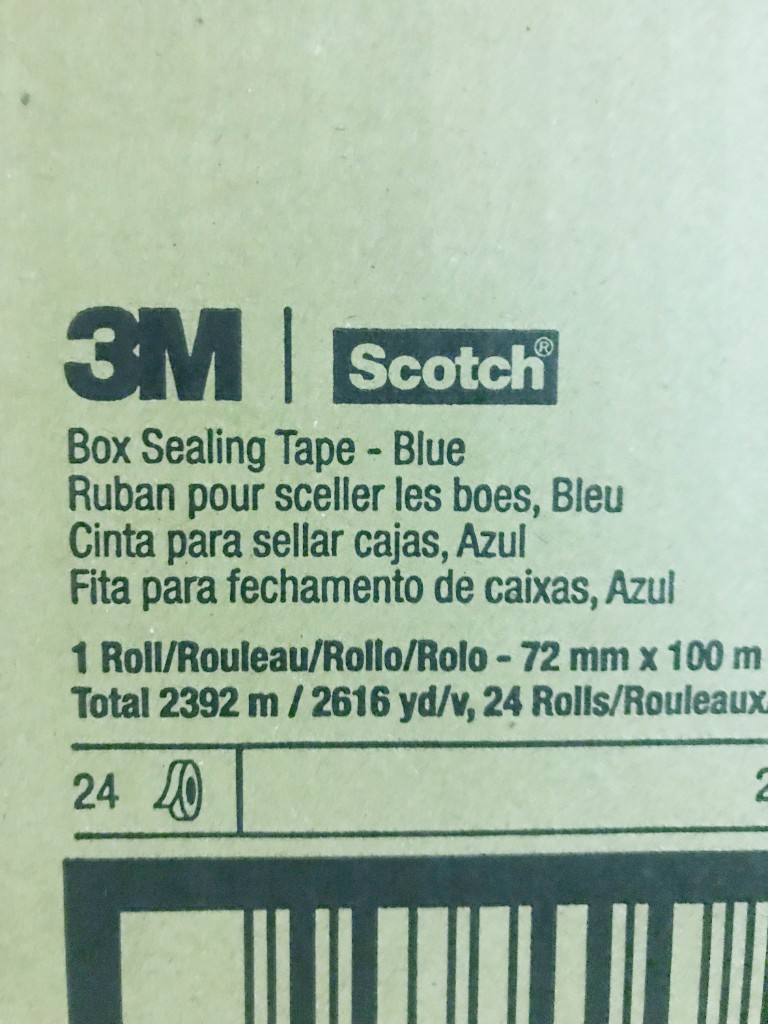 3M | Scotch®
Box Sealing Tape - Blue
Ruban pour sceller les boes, Bleu
Cinta para sellar cajas, Azul
Fita para fechamento de caixas, Azul
1 Roll/Rouleau/Rollo/Rolo - 72 mm x 100 m
Total 2392 m / 2616 yd/v, 24 Rolls/Rouleaux
24